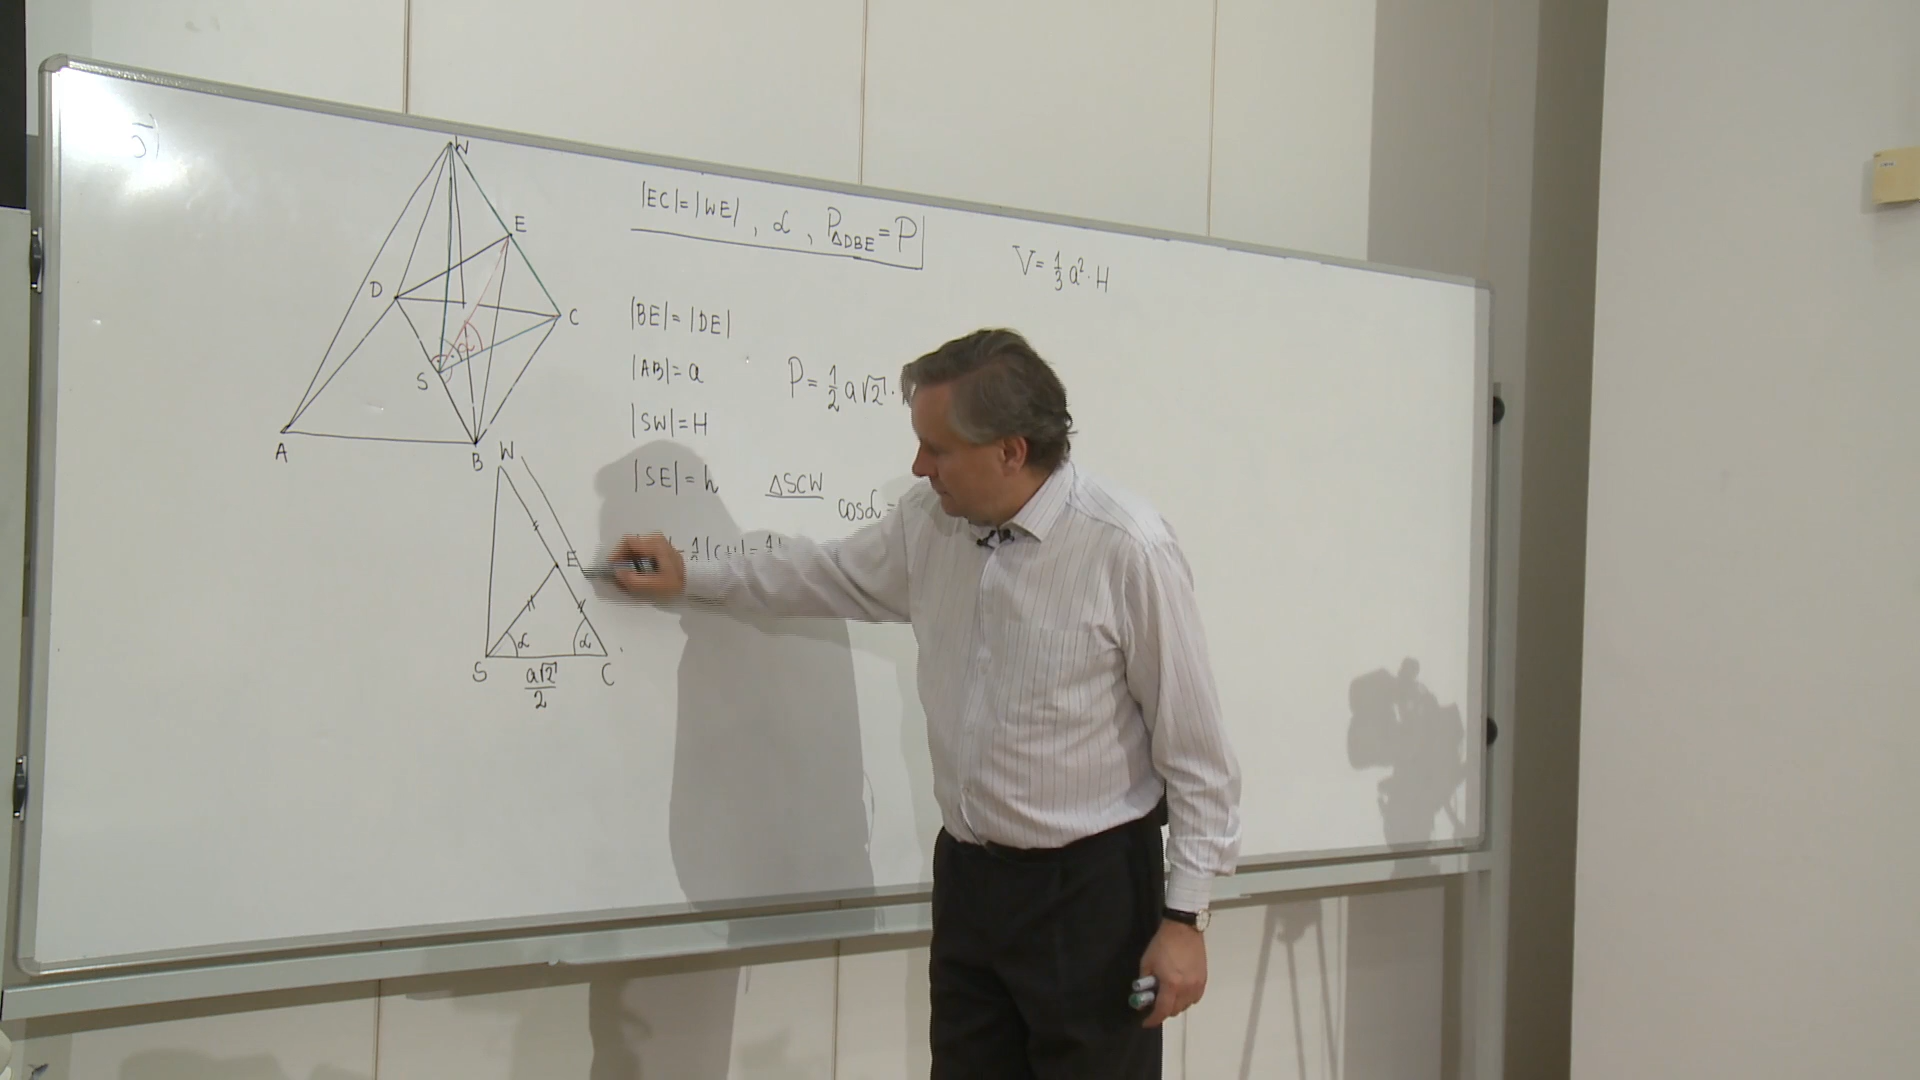 5)
W
E
D
C
S
α
A
B
|EC|=|WE| , α , P△DBE = P
V = 1/3 a² · H
|BE| = |DE|
|AB| = a
P = 1/2 a√2 ·
|SW| = H
|SE| = h
△SCW
cosα =
W
E
α
α
S
a√2/2
C